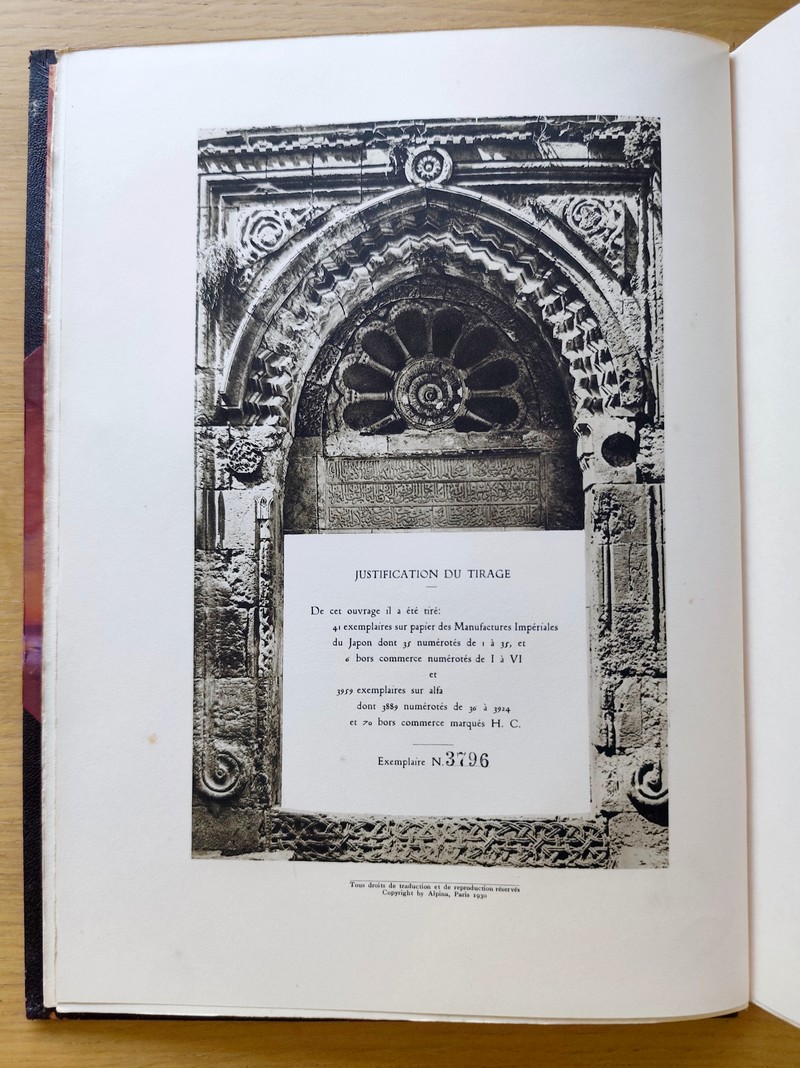 JUSTIFICATION DU TIRAGE
De cet ouvrage il a été tiré:
41 exemplaires sur papier des Manufactures Impériales
du Japon dont 35 numérotés de 1 à 35, et
6 hors commerce numérotés de I à VI
et
3959 exemplaires sur alfa
dont 3889 numérotés de 36 à 3924
et 70 hors commerce marqués H. C.
Exemplaire N. 3796
Tous droits de traduction et de reproduction réservés
Copyright by Alpina, Paris 1930